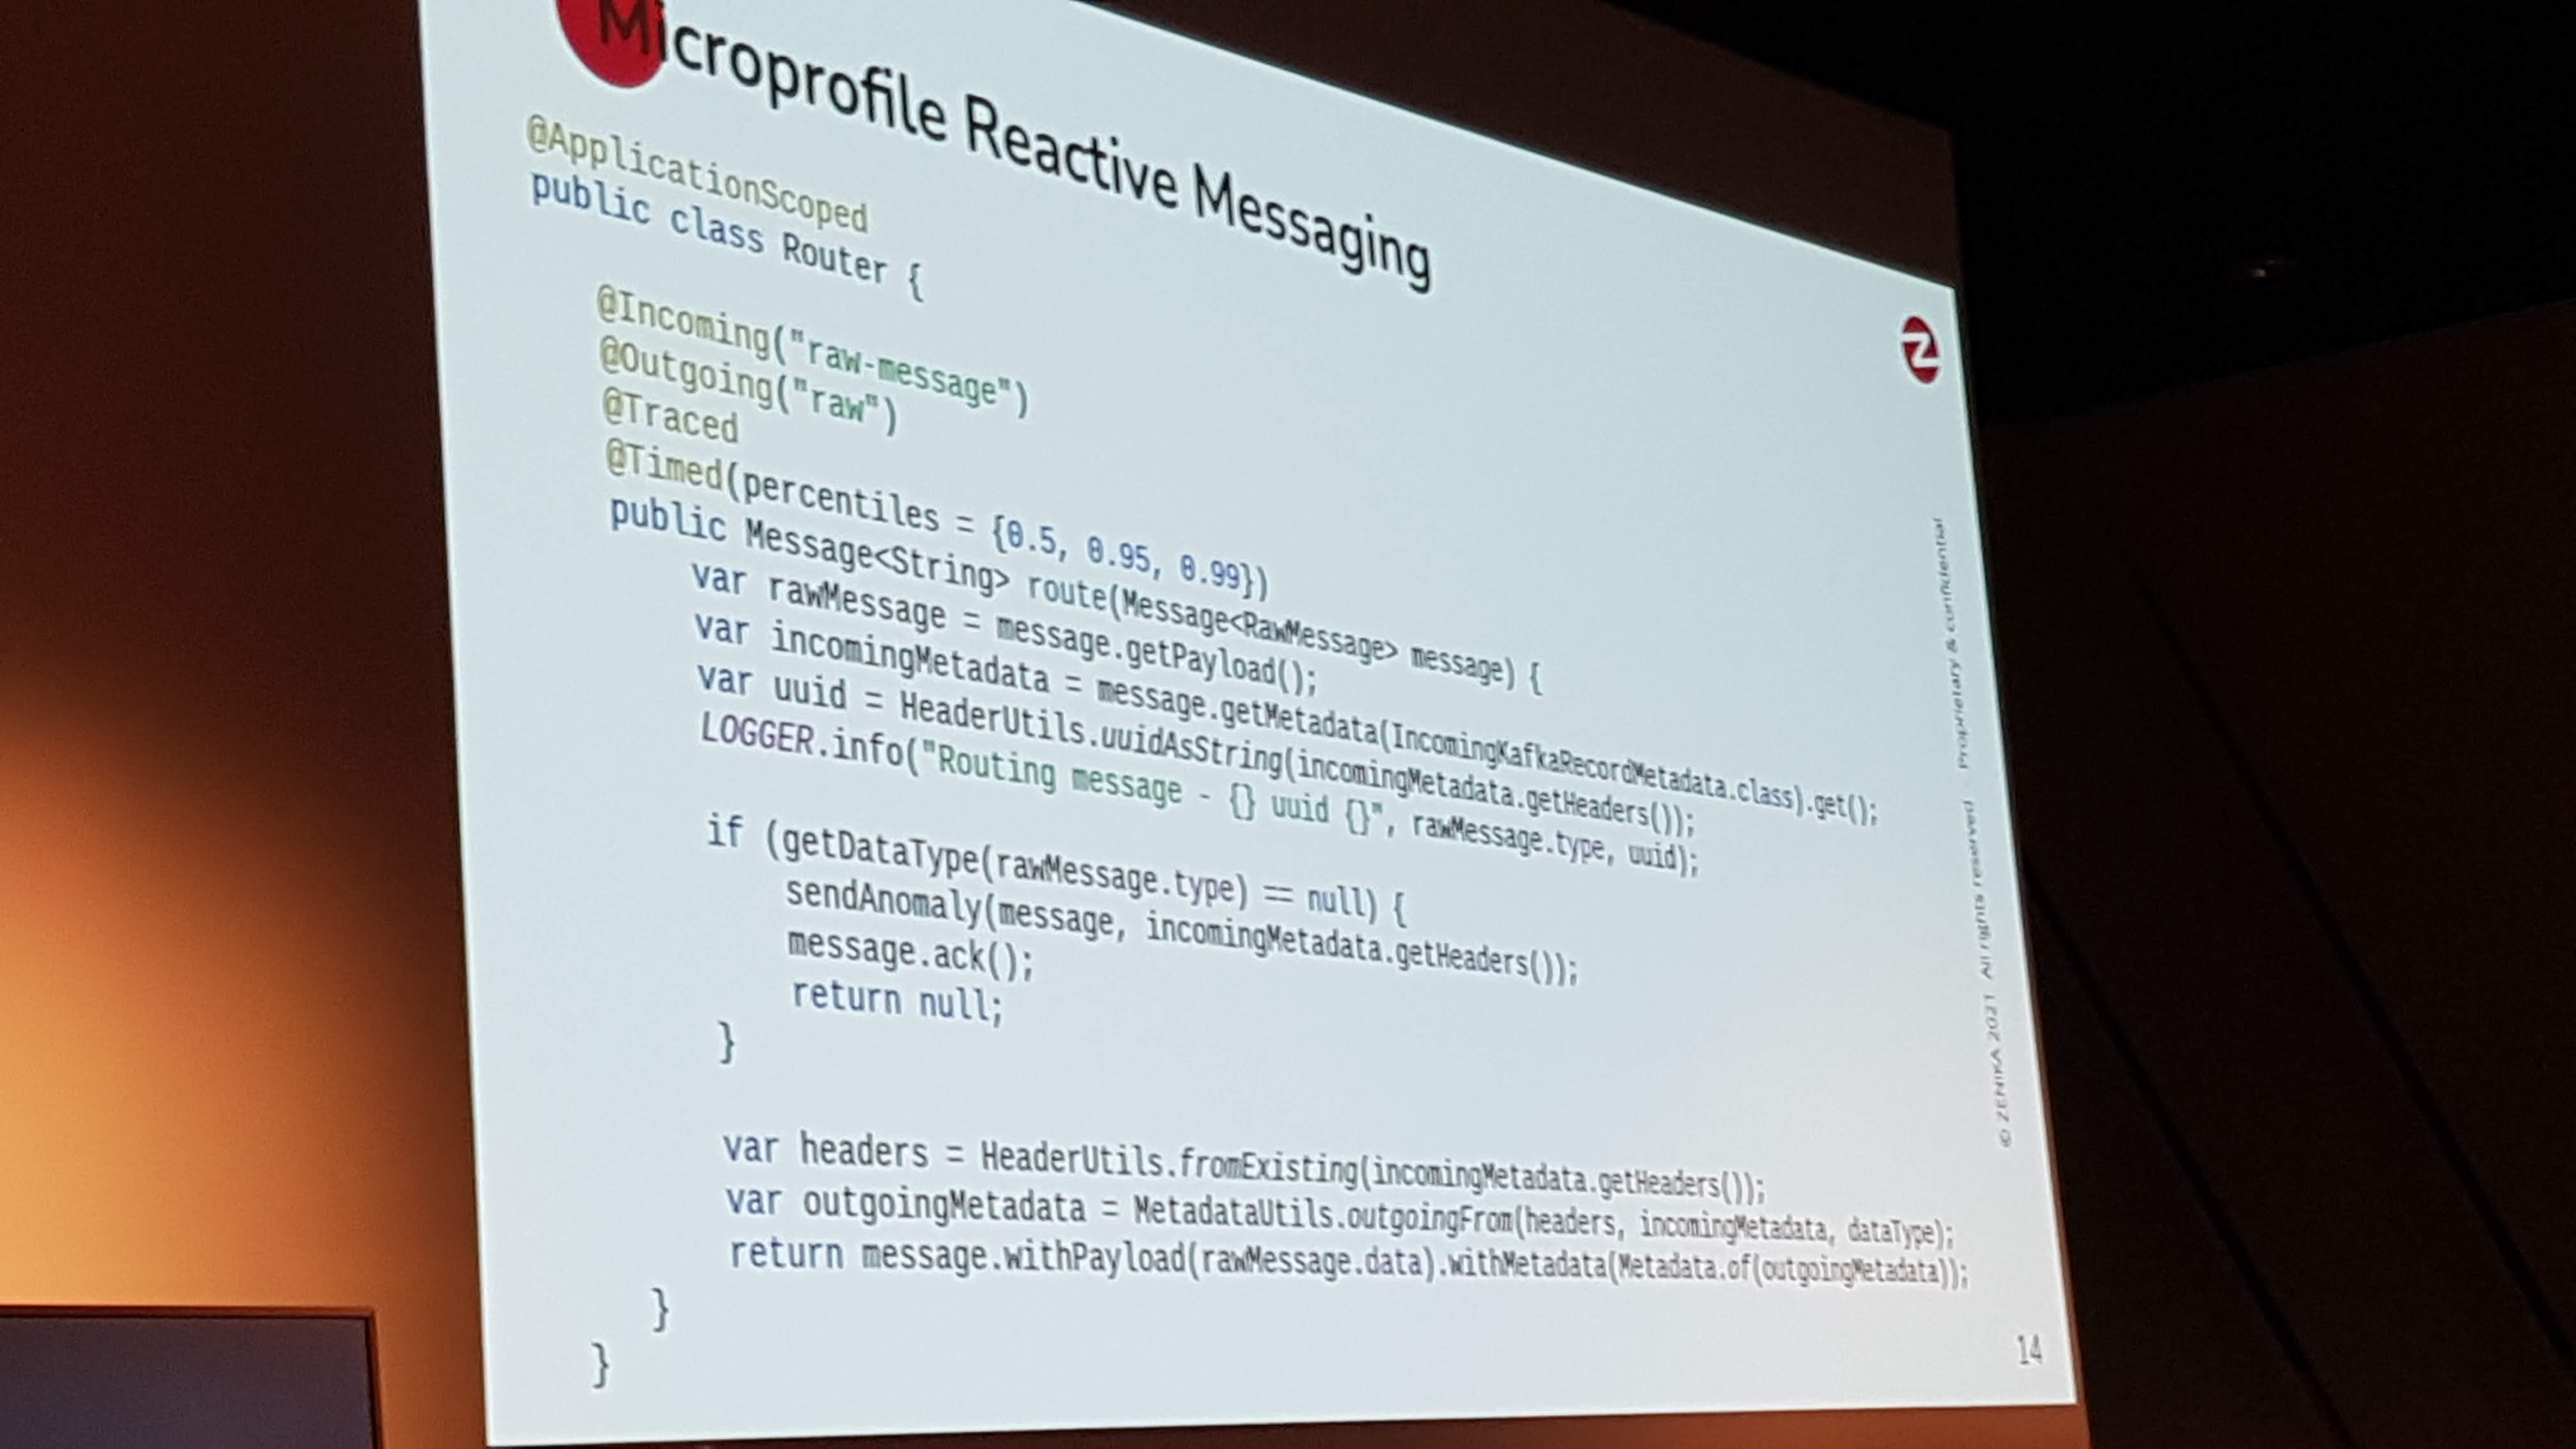 Microprofile Reactive Messaging
@ApplicationScoped
public class Router {
@Incoming("raw-message")
@Outgoing("raw")
@Traced
@Timed(percentiles = {0.5, 0.95, 0.99})
public Message<String> route(Message<RawMessage> message) {
var rawMessage = message.getPayload();
var incomingMetadata = message.getMetadata(IncomingKafkaRecordMetadata.class).get();
var uuid = HeaderUtils.uuidAsString(incomingMetadata.getHeaders());
LOGGER.info("Routing message - {} uuid {}", rawMessage.type, uuid);
if (getDataType(rawMessage.type) == null) {
sendAnomaly(message, incomingMetadata.getHeaders());
message.ack();
return null;
}
var headers = HeaderUtils.fromExisting(incomingMetadata.getHeaders());
var outgoingMetadata = MetadataUtils.outgoingFrom(headers, incomingMetadata, dataType);
return message.withPayload(rawMessage.data).withMetadata(Metadata.of(outgoingMetadata));
}
}
Z
© ZENIKA 2021 All rights reserved - Proprietary & confidential
14